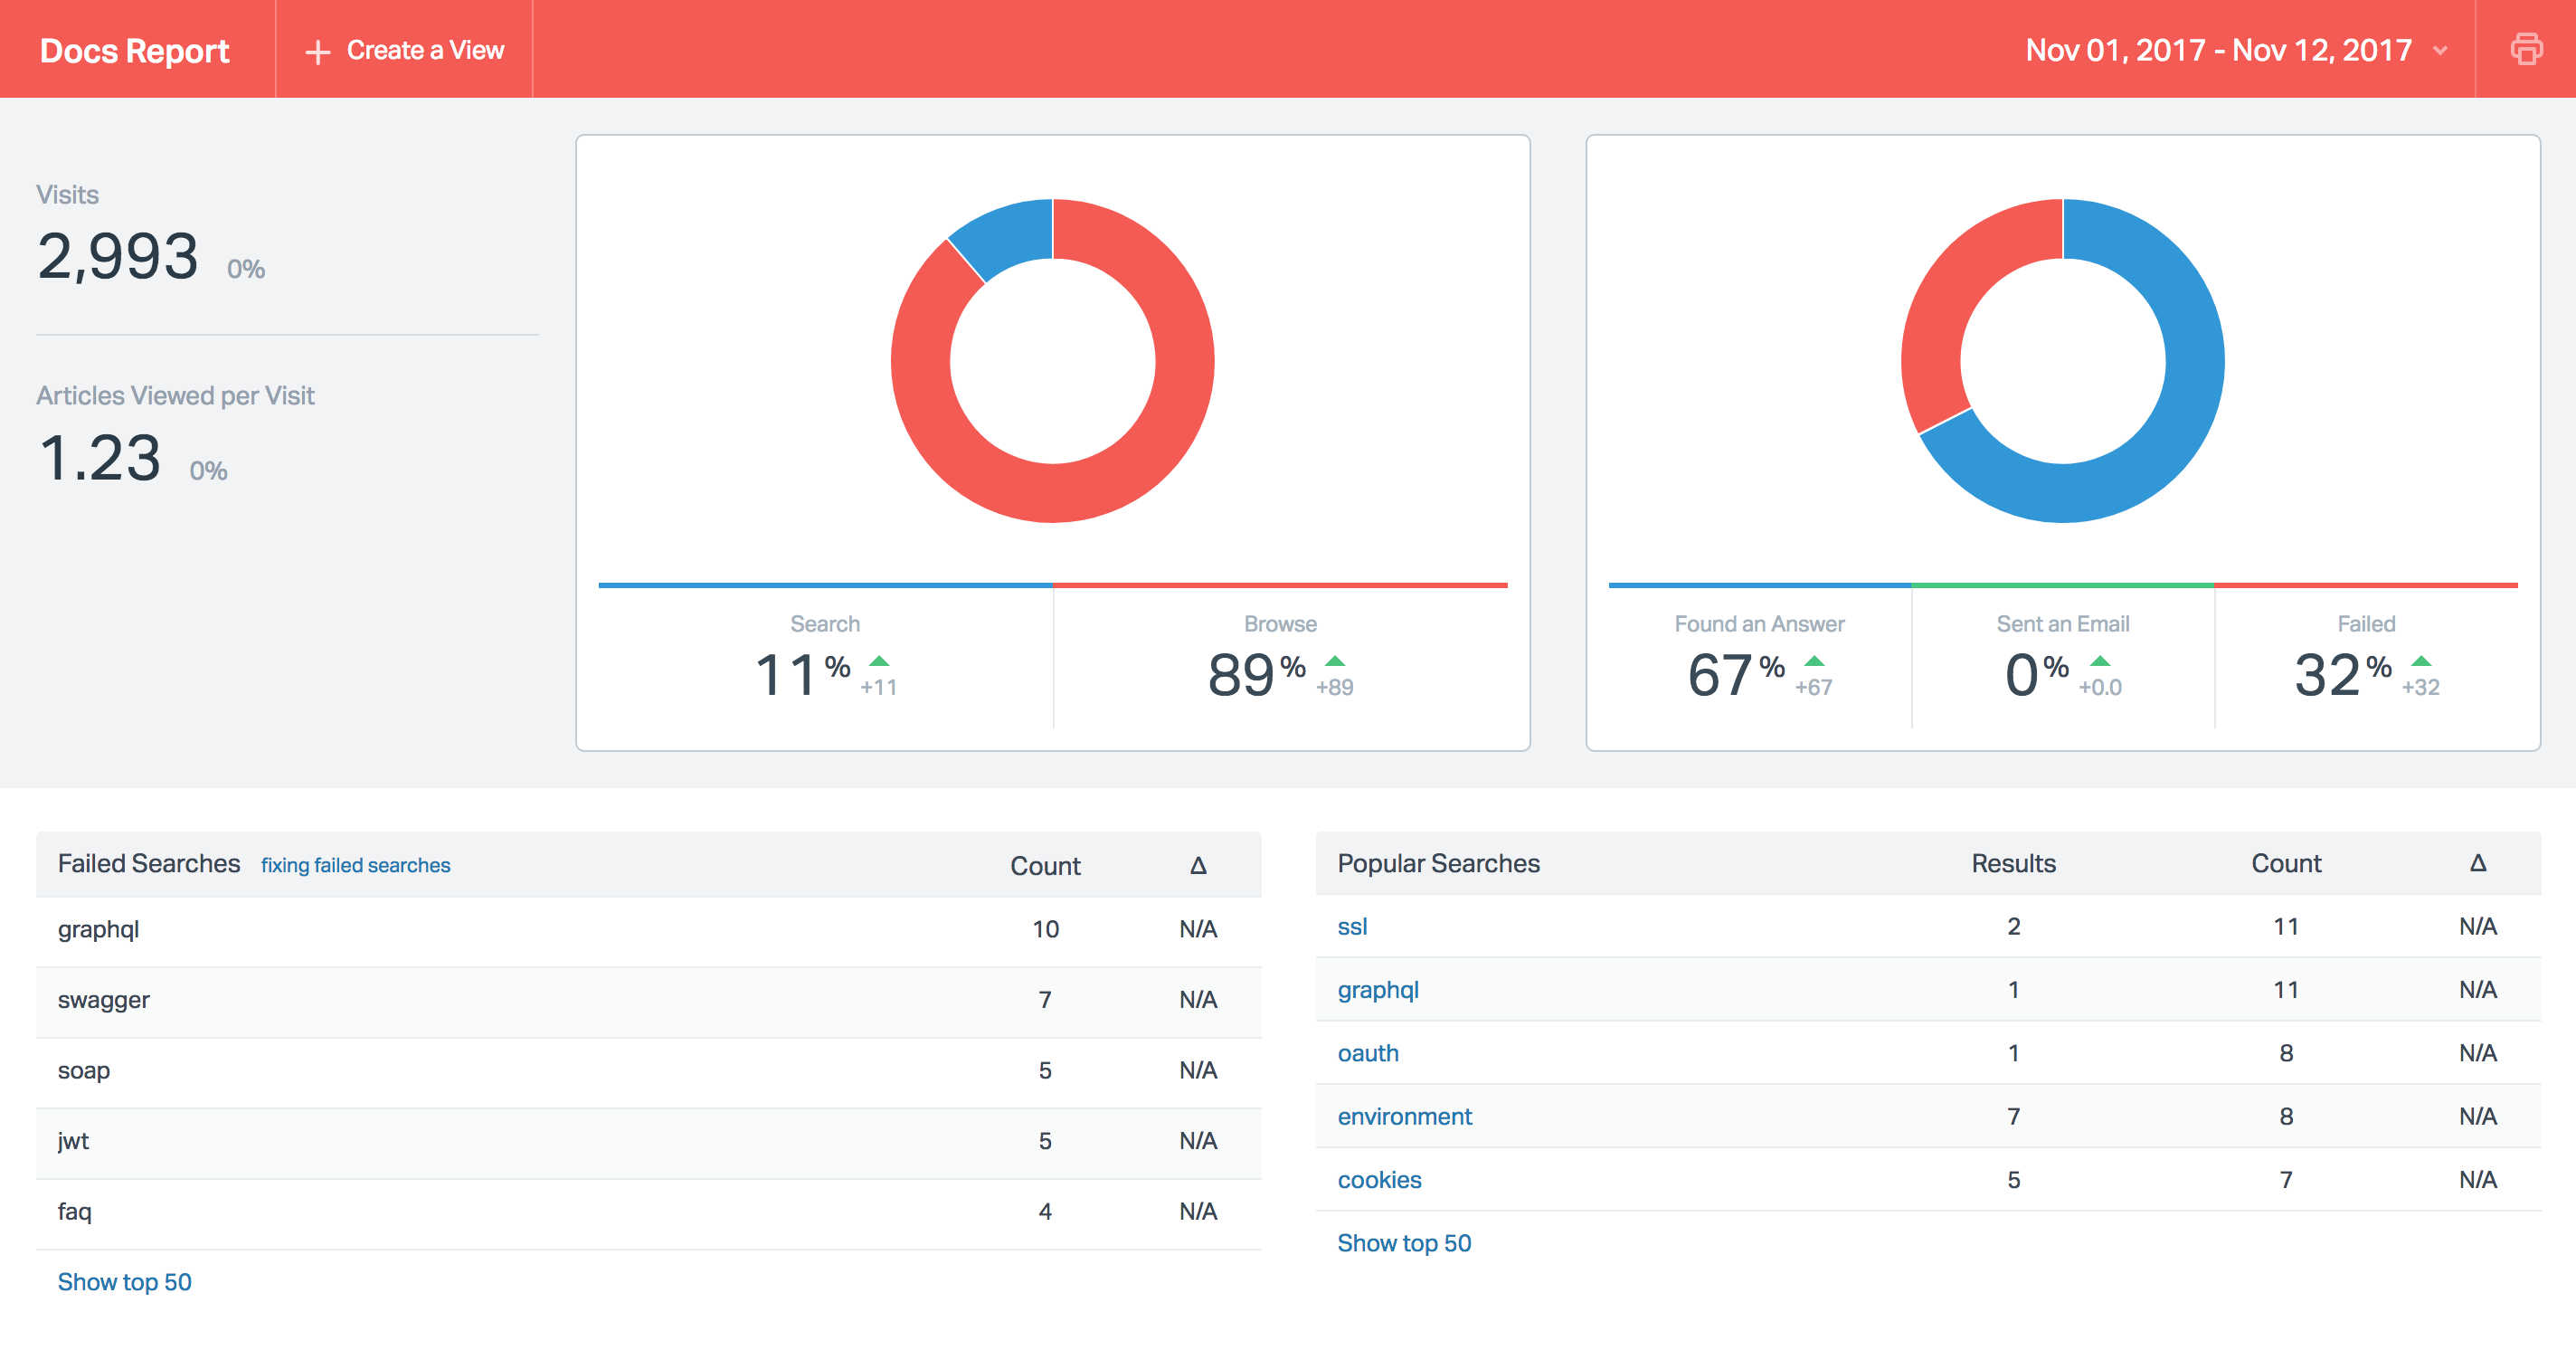 Docs Report
+ Create a View
Nov 01, 2017 - Nov 12, 2017
Visits
2,993 0%
Articles Viewed per Visit
1.23 0%
Search
11% +11
Browse
89% +89
Found an Answer
67% +67
Sent an Email
0% +0.0
Failed
32% +32
Failed Searches fixing failed searches Count Δ
graphql 10 N/A
swagger 7 N/A
soap 5 N/A
jwt 5 N/A
faq 4 N/A
Show top 50
Popular Searches Results Count Δ
ssl 2 11 N/A
graphql 1 11 N/A
oauth 1 8 N/A
environment 7 8 N/A
cookies 5 7 N/A
Show top 50